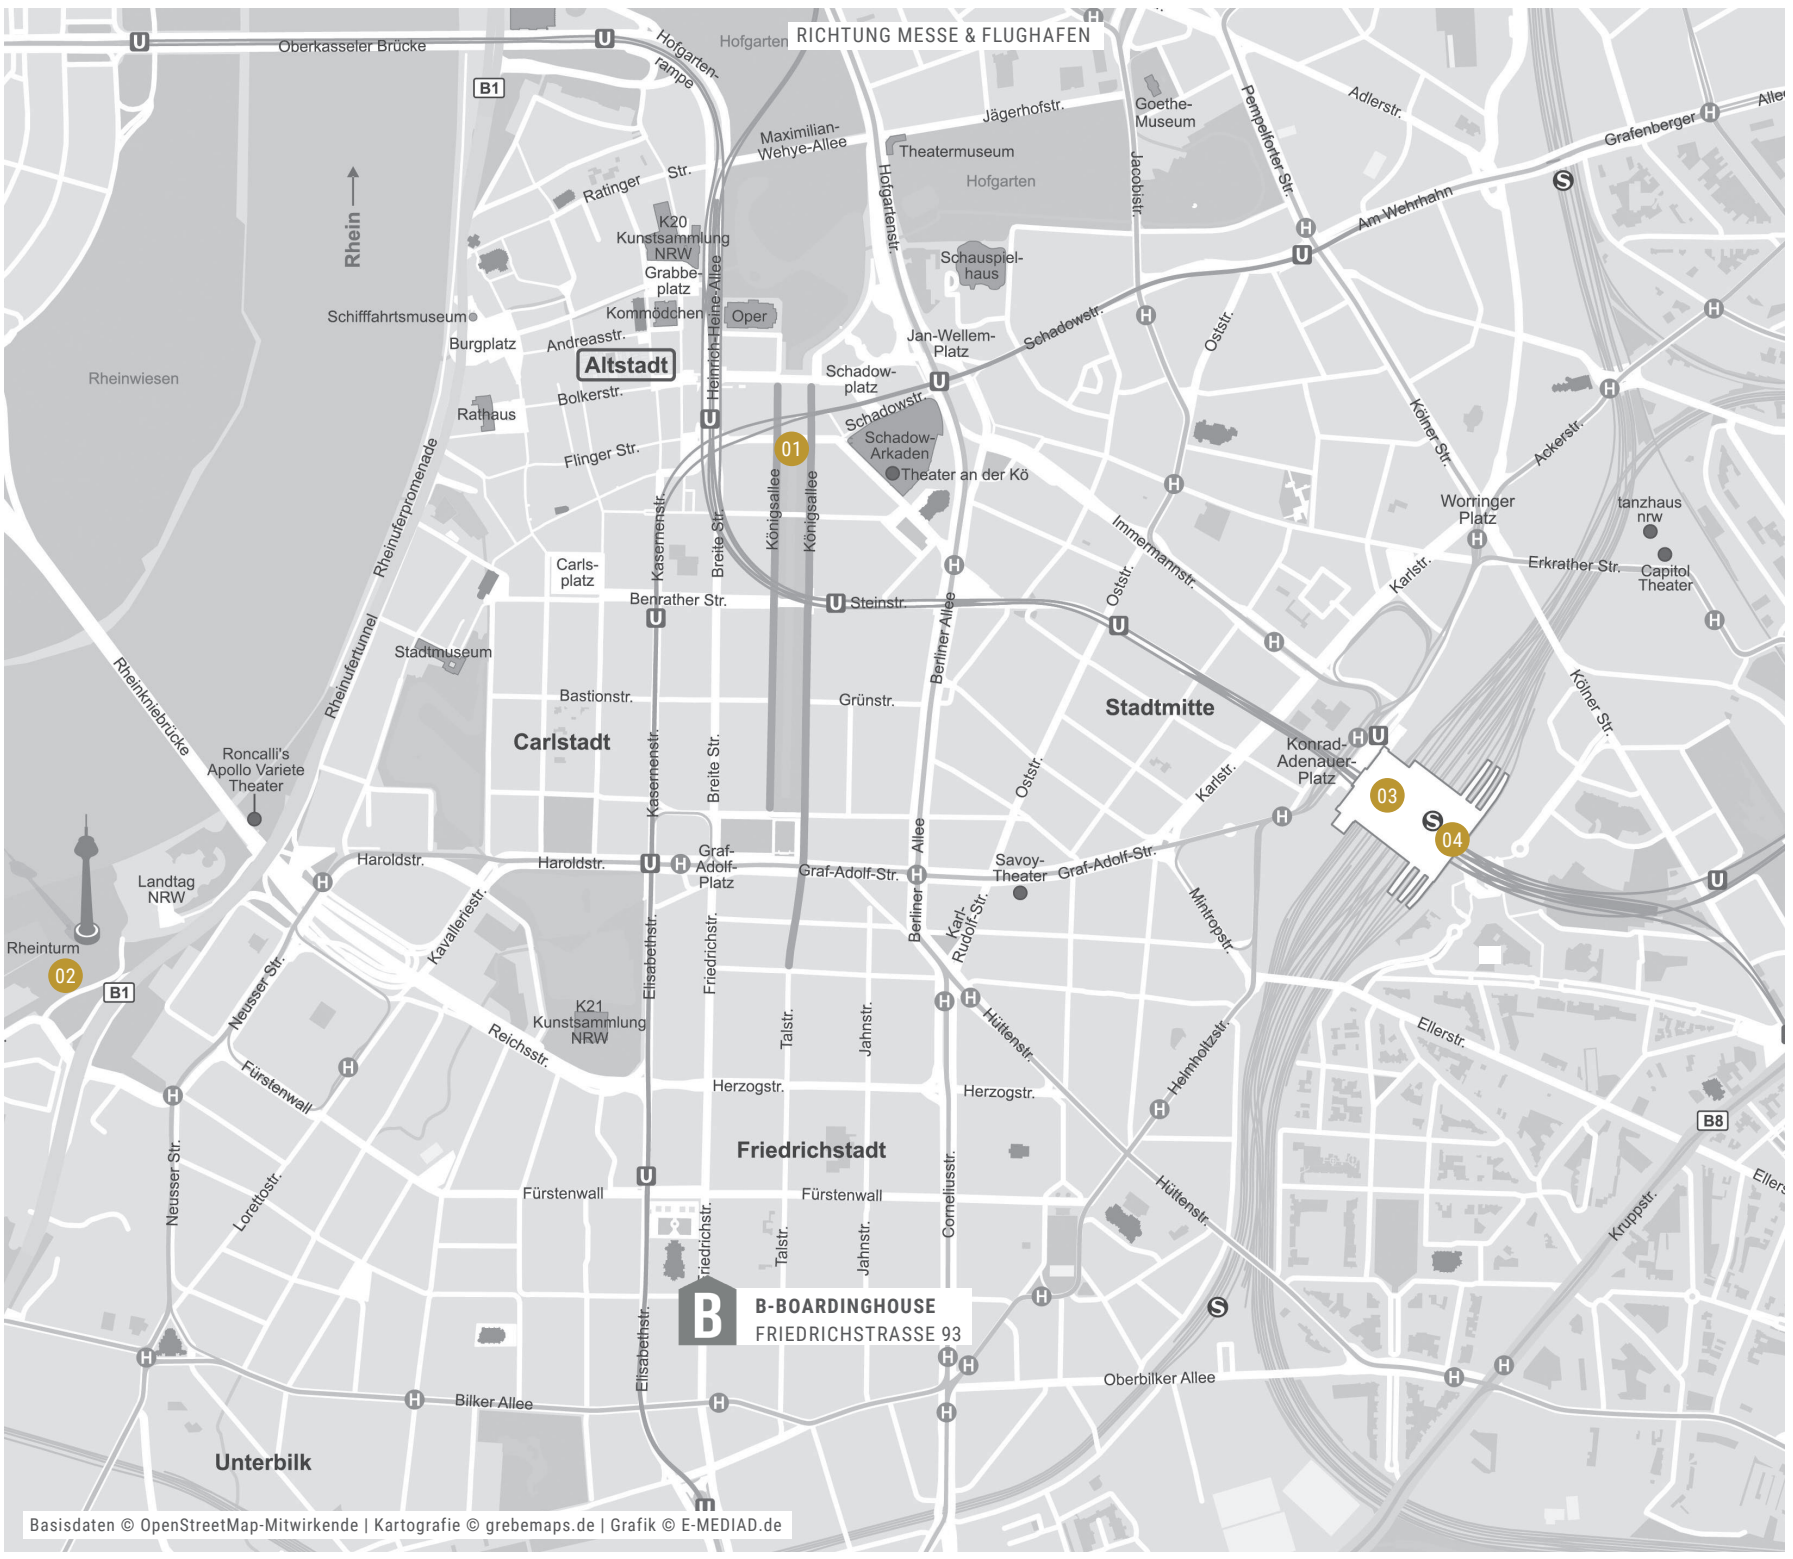 RICHTUNG MESSE & FLUGHAFEN
Hofgarten
Oberkasseler Brücke
U
U
Hofgarten-
rampe
B1
Adlerstr.
Goethe-
Museum
Jägerhofstr.
Pempelforter Str.
Grafenberger
H
H
Maximilian-
Wehye-Allee
Theatermuseum
Hofgarten
Jacobistr.
Hofgartenstr.
S
Ratinger Str.
Rhein
K20
Kunstsammlung
NRW
Grabbe-
platz
Am Wehrhahn
H
U
Schauspiel-
haus
Heinrich-Heine-Allee
Schifffahrtsmuseum
Kommödchen
Oper
Burgplatz
Andreasstr.
Altstadt
Jan-Wellem-
Platz
Schadowstr.
H
Oststr.
H
Rheinwiesen
Schadow-
platz
U
Bolkerstr.
Rathaus
U
Schadowstr.
Schadow-
Arkaden
Theater an der Kö
01
Flinger Str.
Kölner Str.
Ackerstr.
H
H
Rheinuferpromenade
Kasernenstr.
Breite Str.
Königsallee
Königsallee
Worringer
Platz
H
tanzhaus
nrw
Immermannstr.
Carls-
platz
H
Karlstr.
Erkrather Str.
Capitol
Theater
Benrather Str.
U
U
Steinstr.
Berliner Allee
Oststr.
U
H
H
Rheinufertunnel
Stadtmuseum
Rheinkniebrücke
Bastionstr.
Grünstr.
Stadtmitte
Kölner Str.
Carlstadt
Kasernenstr.
Breite Str.
Konrad-
Adenauer-
Platz
H
U
Roncalli's
Apollo Variete
Theater
Oststr.
Karlstr.
03
S
04
H
Haroldstr.
Haroldstr.
U
H
Graf-
Adolf-
Platz
Graf-Adolf-Str.
Berliner Allee
H
Savoy-
Theater
Graf-Adolf-Str.
U
Landtag
NRW
H
Kavalleriestr.
Mintropstr.
Karl-
Rudolf-Str.
Rheinturm
02
B1
Neusser Str.
Elisabethstr.
Friedrichstr.
K21
Kunstsammlung
NRW
Reichsstr.
Talstr.
Jahnstr.
H
H
Hüttenstr.
Helmholtzstr.
Ellerstr.
H
Fürstenwall
H
Herzogstr.
Herzogstr.
H
B8
Friedrichstadt
Neusser Str.
Lorettostr.
U
Fürstenwall
Fürstenwall
Corneliusstr.
Hüttenstr.
Kruppstr.
Talstr.
Jahnstr.
B
B-BOARDINGHOUSE
FRIEDRICHSTRASSE 93
H
S
Elisabethstr.
H
H
H
H
H
H
Bilker Allee
H
H
Oberbilker Allee
H
Unterbilk
U
Basisdaten © OpenStreetMap-Mitwirkende | Kartografie © grebemaps.de | Grafik © E-MEDIAD.de